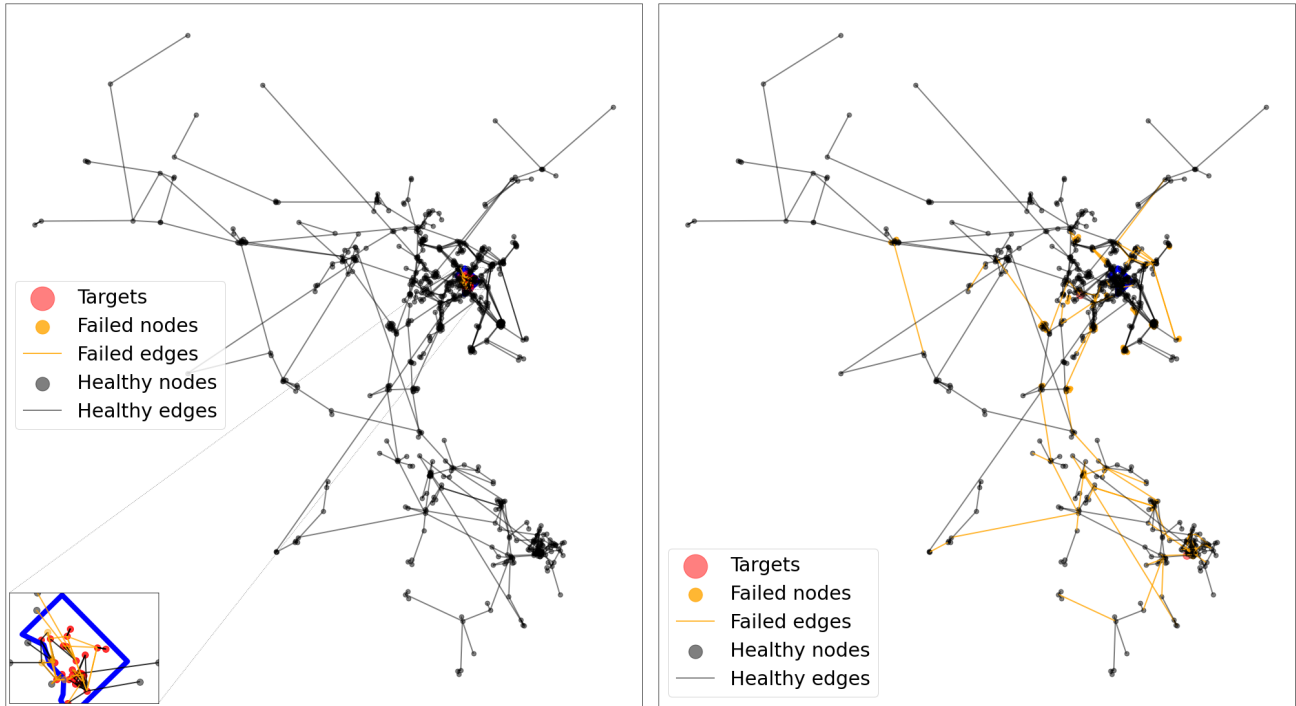 Targets
Failed nodes
Failed edges
Healthy nodes
Healthy edges
Targets
Failed nodes
Failed edges
Healthy nodes
Healthy edges